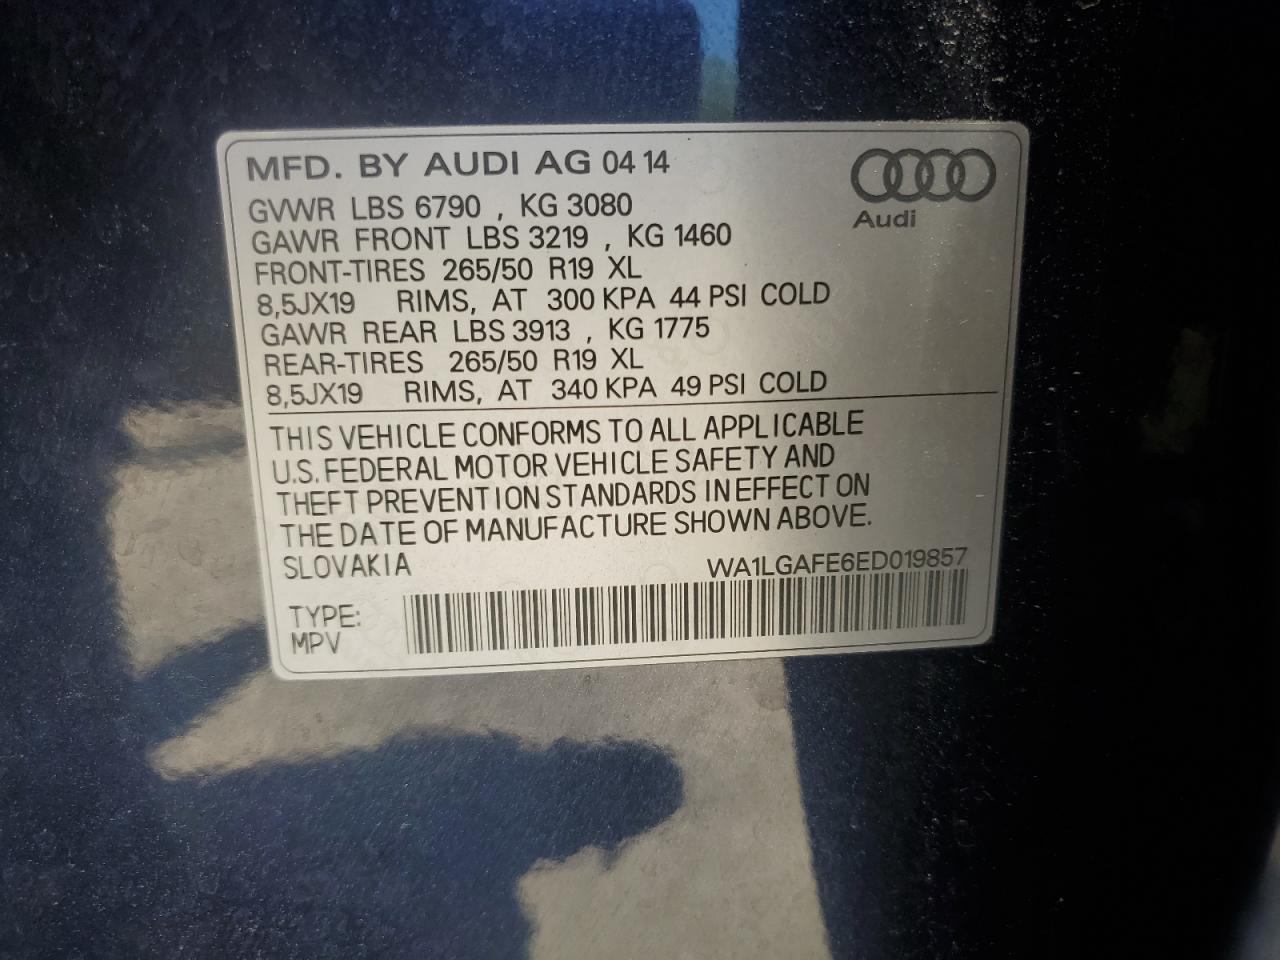 MFD. BY AUDI AG 04 14
Audi
GVWR LBS 6790 , KG 3080
GAWR FRONT LBS 3219 , KG 1460
FRONT-TIRES 265/50 R19 XL
8,5JX19 RIMS, AT 300 KPA 44 PSI COLD
GAWR REAR LBS 3913 , KG 1775
REAR-TIRES 265/50 R19 XL
8,5JX19 RIMS, AT 340 KPA 49 PSI COLD
THIS VEHICLE CONFORMS TO ALL APPLICABLE
U.S. FEDERAL MOTOR VEHICLE SAFETY AND
THEFT PREVENTION STANDARDS IN EFFECT ON
THE DATE OF MANUFACTURE SHOWN ABOVE.
SLOVAKIA WA1LGAFE6ED019857
TYPE:
MPV